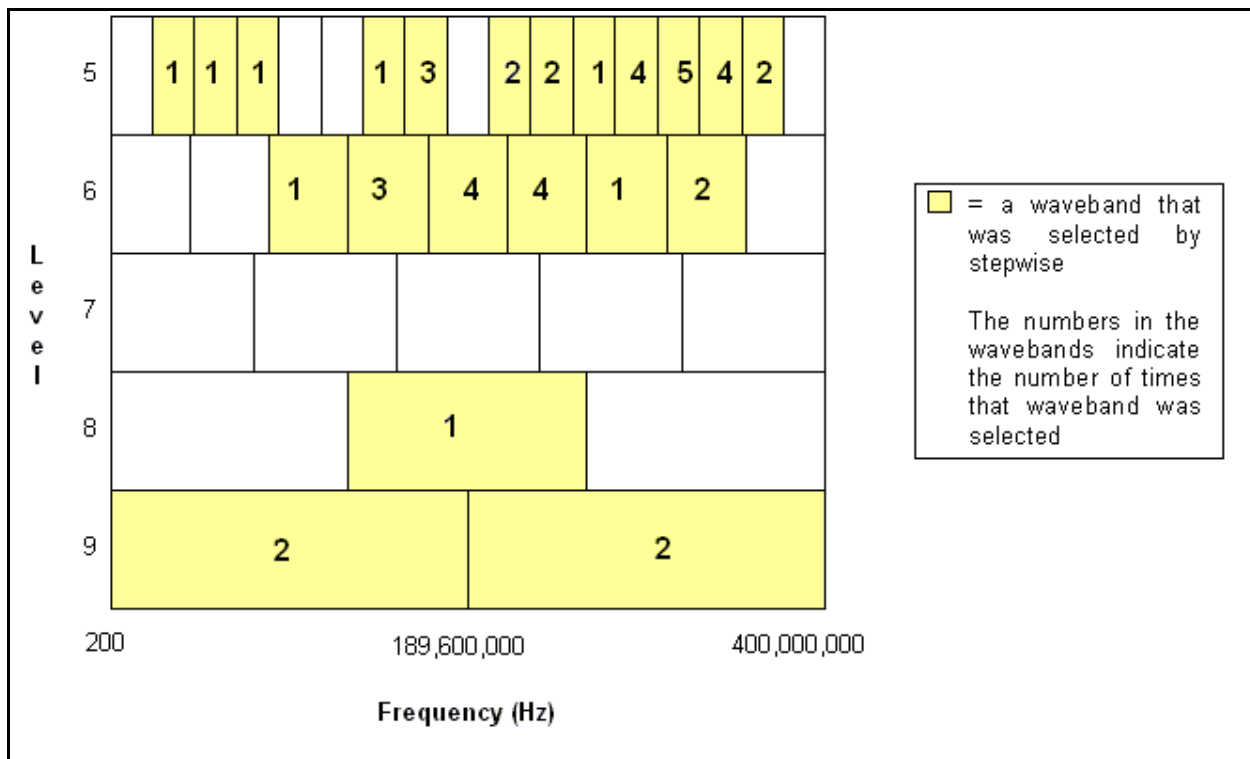 5 1 1 1 1 3 2 2 1 4 5 4 2
6 1 3 4 4 1 2
7
8 1
9 2 2
Level
200 189,600,000 400,000,000
Frequency (Hz)
= a waveband that
was selected by
stepwise
The numbers in the
wavebands indicate
the number of times
that waveband was
selected